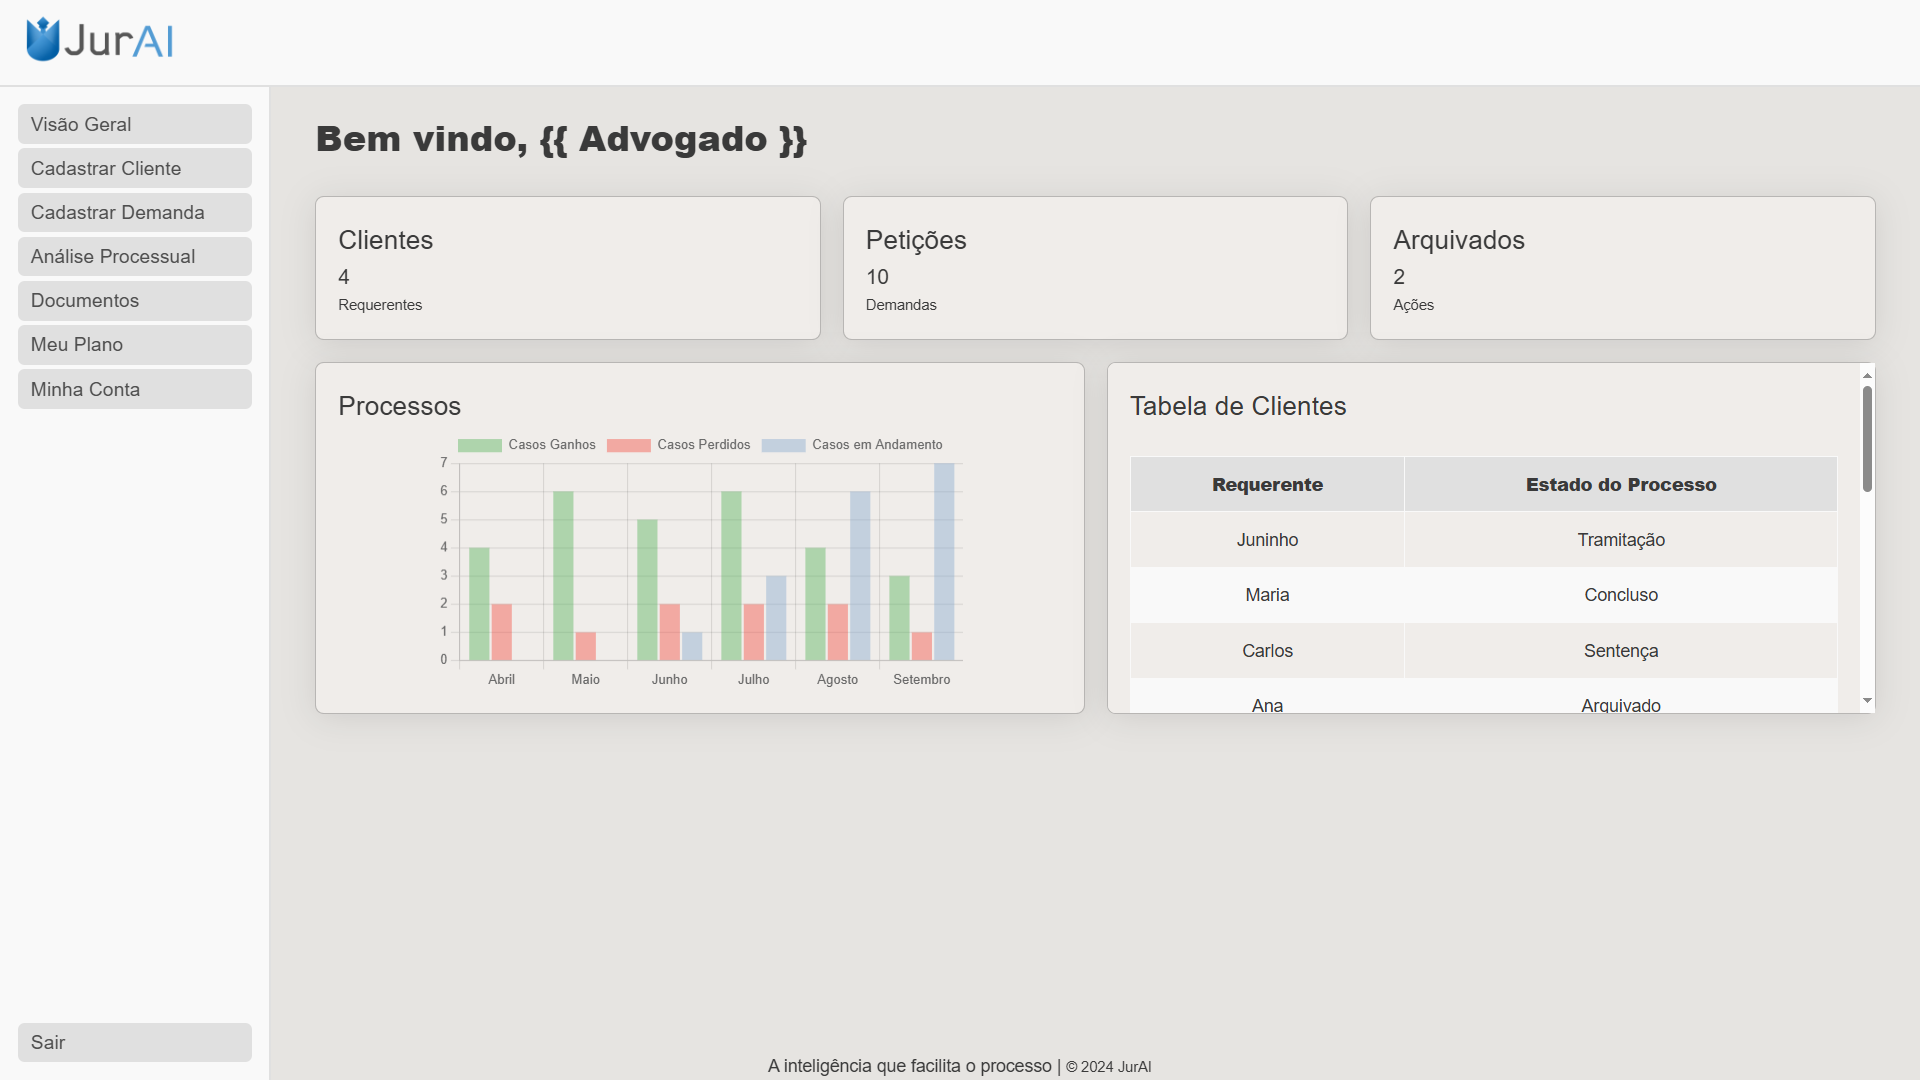 JurAI
Visão Geral
Cadastrar Cliente
Cadastrar Demanda
Análise Processual
Documentos
Meu Plano
Minha Conta
Sair
Bem vindo, {{ Advogado }}
Clientes
4
Requerentes
Petições
10
Demandas
Arquivados
2
Ações
Processos
Casos Ganhos Casos Perdidos Casos em Andamento
7
6
5
4
3
2
1
0
Abril Maio Junho Julho Agosto Setembro
Tabela de Clientes
Requerente Estado do Processo
Juninho Tramitação
Maria Concluso
Carlos Sentença
Ana Arquivado
A inteligência que facilita o processo | © 2024 JurAI